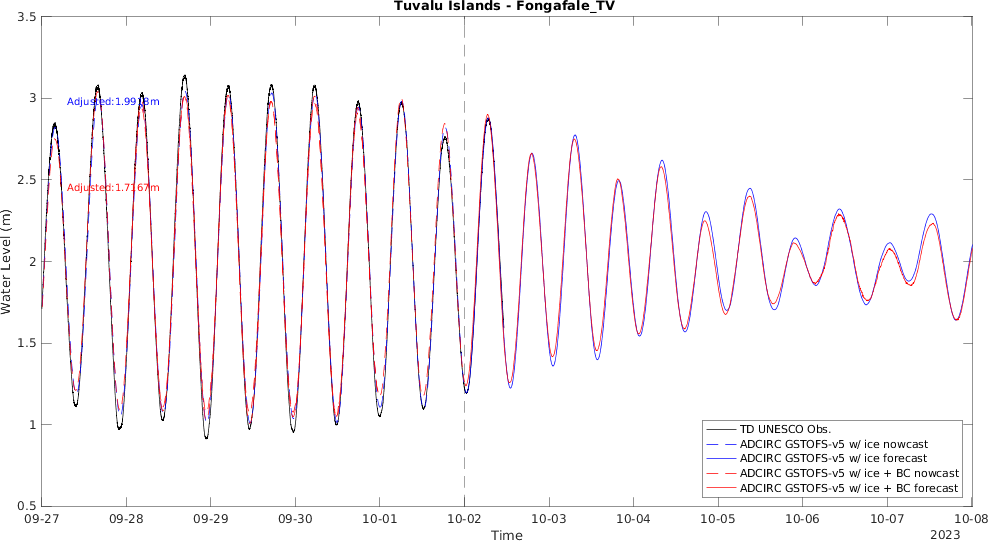 Tuvalu Islands - Fongafale_TV
3.5
3
2.5
2
1.5
1
0.5
Water Level (m)
Adjusted:1.9918m
Adjusted:1.7167m
TD UNESCO Obs.
ADCIRC GSTOFS-v5 w/ ice nowcast
ADCIRC GSTOFS-v5 w/ ice forecast
ADCIRC GSTOFS-v5 w/ ice + BC nowcast
ADCIRC GSTOFS-v5 w/ ice + BC forecast
09-27 09-28 09-29 09-30 10-01 10-02 10-03 10-04 10-05 10-06 10-07 10-08
Time
2023